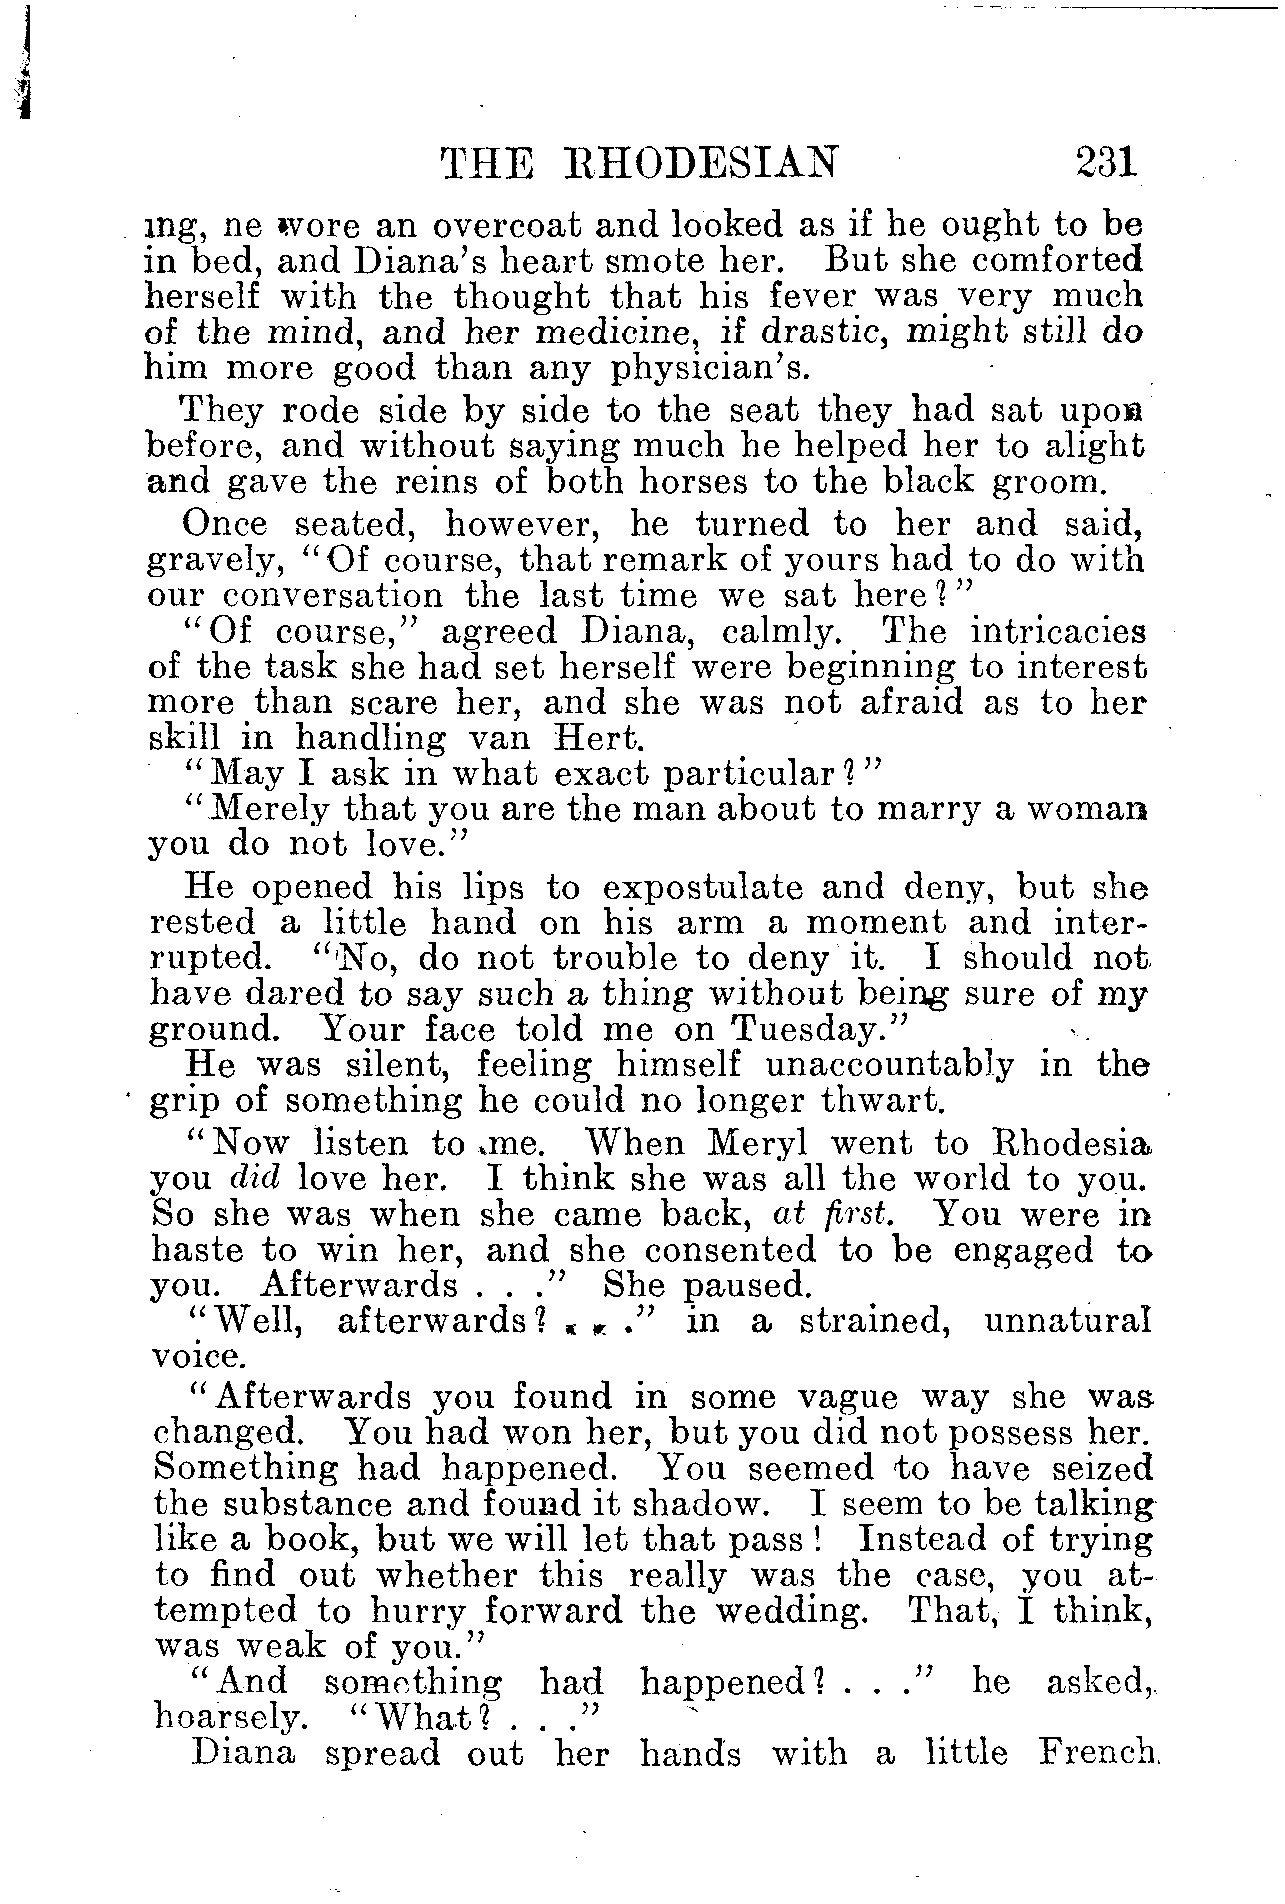 THE RHODESIAN 231
ing, he wore an overcoat and looked as if he ought to be
in bed, and Diana's heart smote her. But she comforted
herself with the thought that his fever was very much
of the mind, and her medicine, if drastic, might still do
him more good than any physician's.
They rode side by side to the seat they had sat upon
before, and without saying much he helped her to alight
and gave the reins of both horses to the black groom.
Once seated, however, he turned to her and said,
gravely, "Of course, that remark of yours had to do with
our conversation the last time we sat here?"
"Of course," agreed Diana, calmly. The intricacies
of the task she had set herself were beginning to interest
more than scare her, and she was not afraid as to her
skill in handling van Hert.
"May I ask in what exact particular?"
"Merely that you are the man about to marry a woman
you do not love."
He opened his lips to expostulate and deny, but she
rested a little hand on his arm a moment and inter-
rupted. "No, do not trouble to deny it. I should not
have dared to say such a thing without being sure of my
ground. Your face told me on Tuesday."
He was silent, feeling himself unaccountably in the
grip of something he could no longer thwart.
"Now listen to me. When Meryl went to Rhodesia
you did love her. I think she was all the world to you.
So she was when she came back, at first. You were in
haste to win her, and she consented to be engaged to
you. Afterwards . . ." She paused.
"Well, afterwards? . . ." in a strained, unnatural
voice.
"Afterwards you found in some vague way she was
changed. You had won her, but you did not possess her.
Something had happened. You seemed to have seized
the substance and found it shadow. I seem to be talking
like a book, but we will let that pass! Instead of trying
to find out whether this really was the case, you at-
tempted to hurry forward the wedding. That, I think,
was weak of you."
"And something had happened? . . ." he asked,
hoarsely. "What? . . ."
Diana spread out her hands with a little French